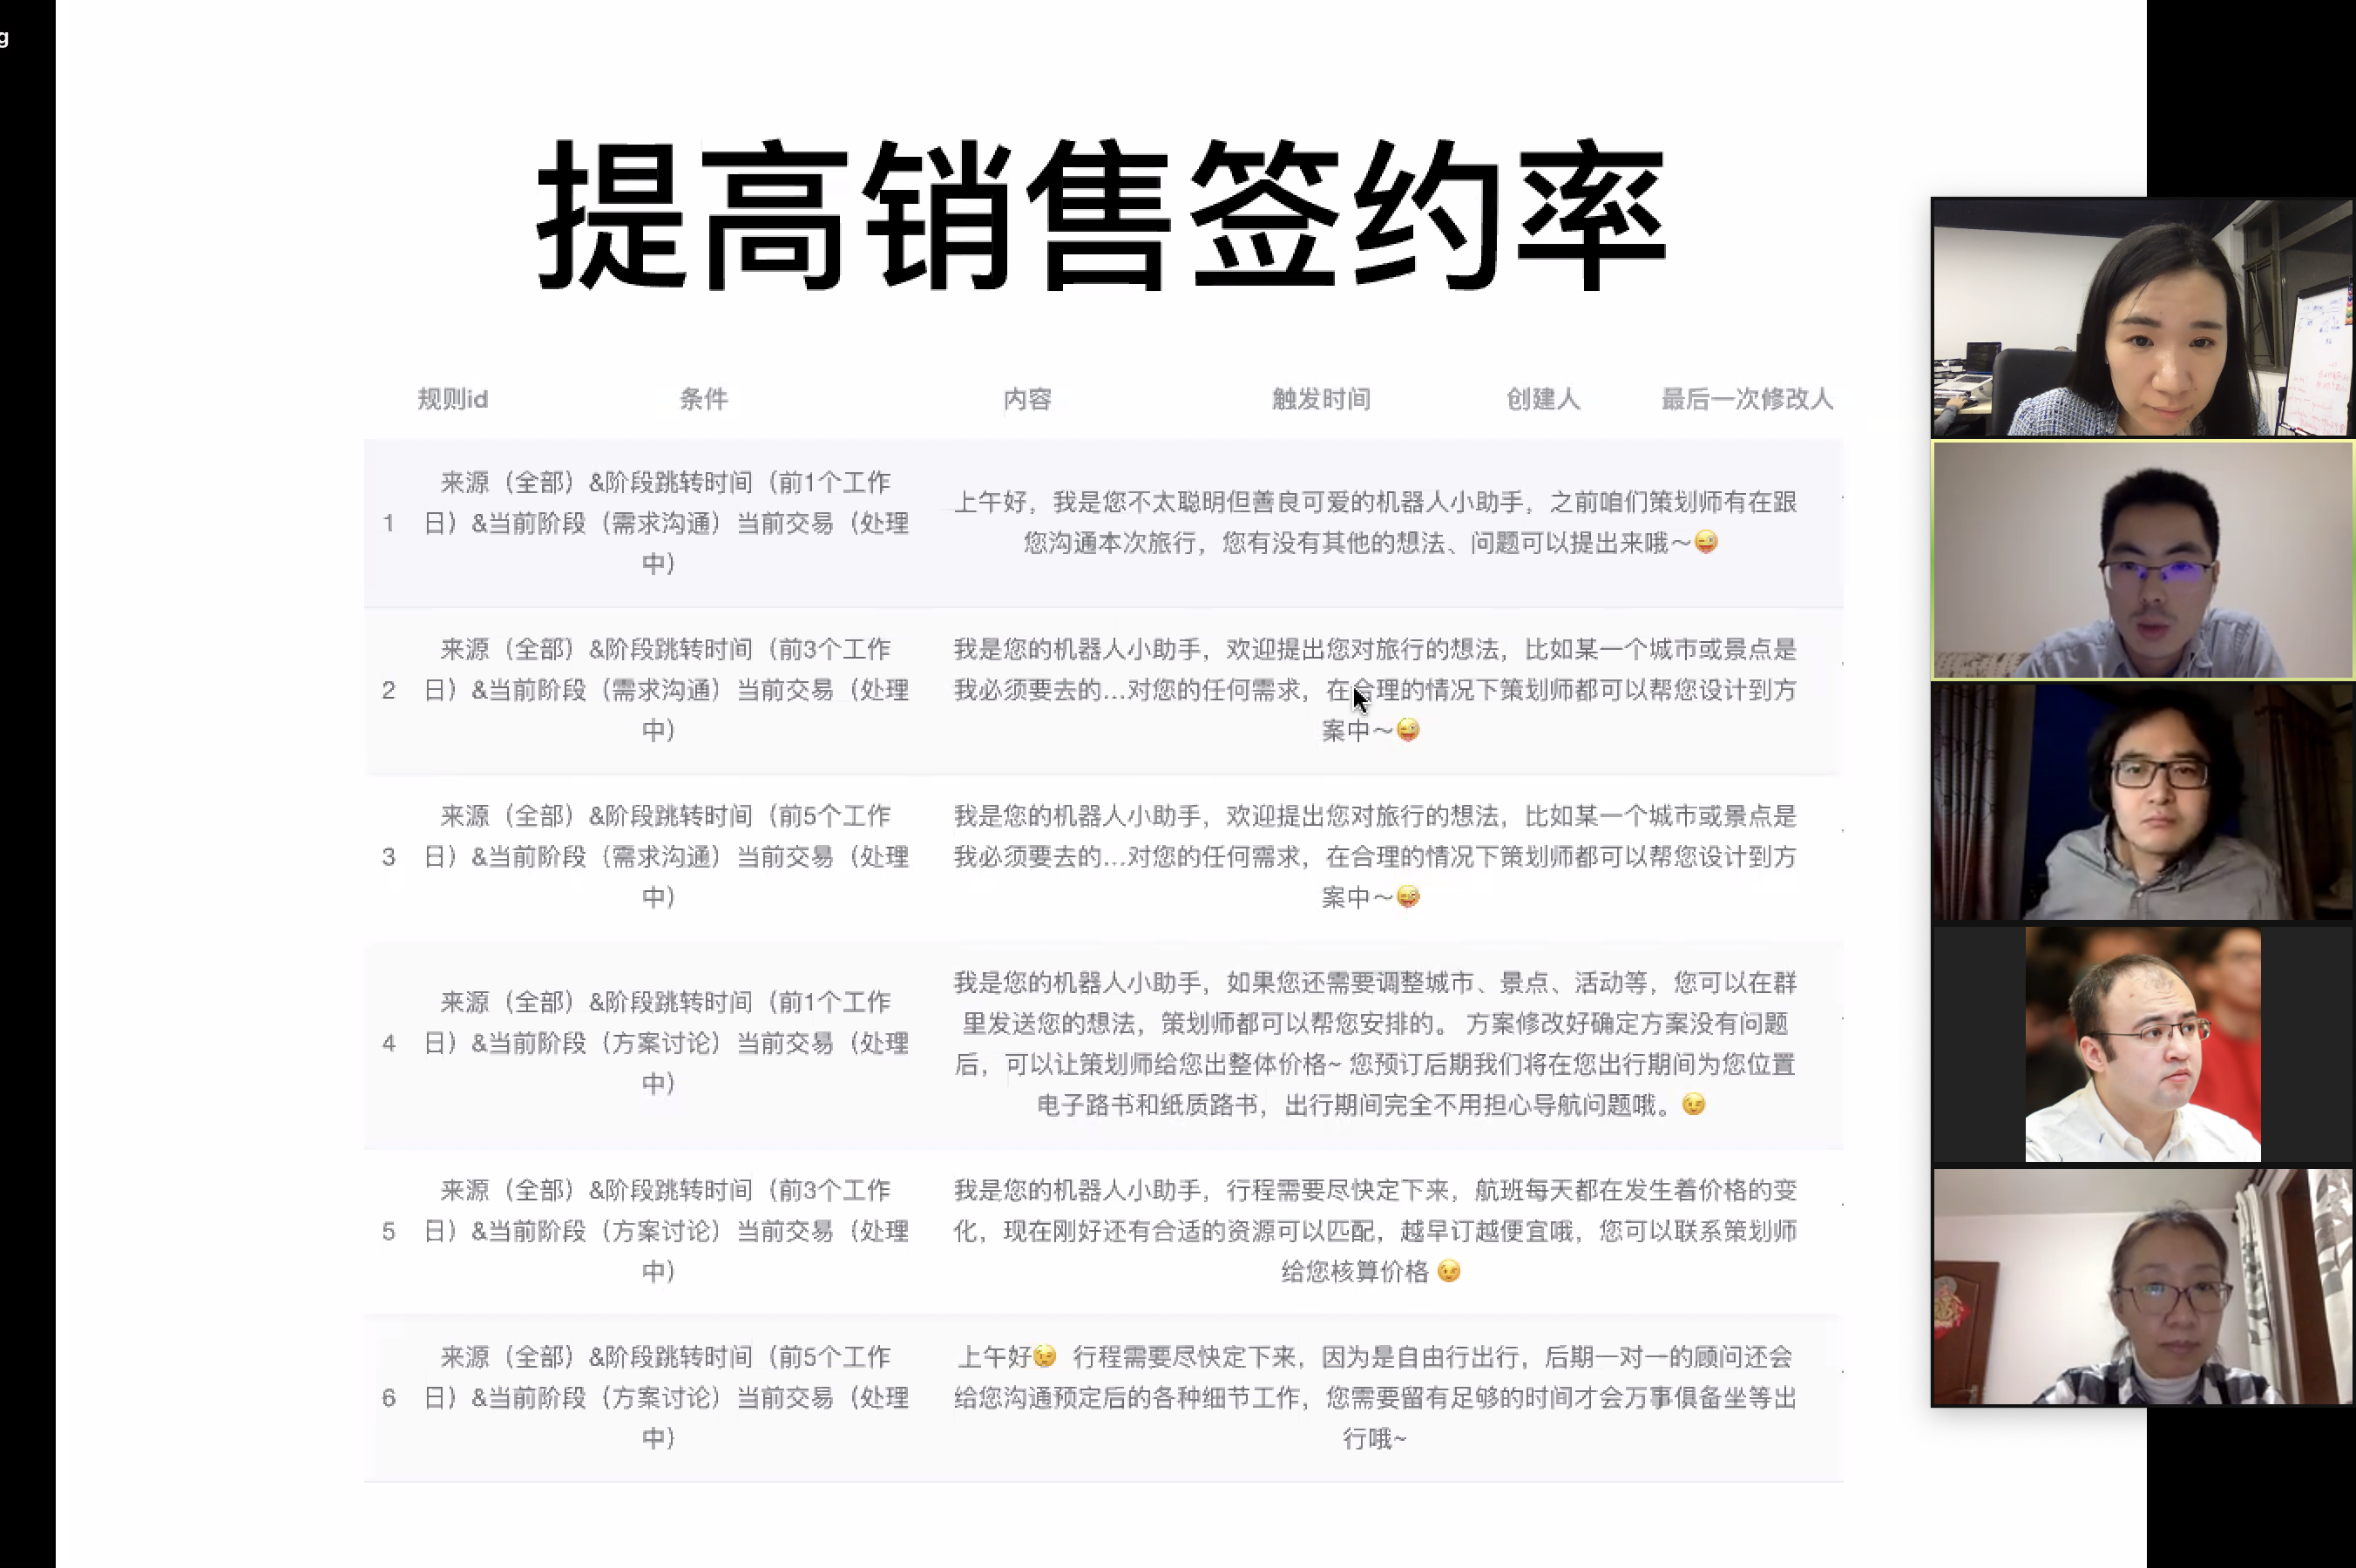 g
提高销售签约率
规则id 条件 内容 触发时间 创建人 最后一次修改人
来源（全部）&阶段跳转时间（前1个工作
1 日）&当前阶段（需求沟通）当前交易（处理
中）
上午好，我是您不太聪明但善良可爱的机器人小助手，之前咱们策划师有在跟
您沟通本次旅行，您有没有其他的想法、问题可以提出来哦～😜
来源（全部）&阶段跳转时间（前3个工作
2 日）&当前阶段（需求沟通）当前交易（处理
中）
我是您的机器人小助手，欢迎提出您对旅行的想法，比如某一个城市或景点是
我必须要去的...对您的任何需求，在合理的情况下策划师都可以帮您设计到方
案中～😜
来源（全部）&阶段跳转时间（前5个工作
3 日）&当前阶段（需求沟通）当前交易（处理
中）
我是您的机器人小助手，欢迎提出您对旅行的想法，比如某一个城市或景点是
我必须要去的...对您的任何需求，在合理的情况下策划师都可以帮您设计到方
案中～😜
来源（全部）&阶段跳转时间（前1个工作
4 日）&当前阶段（方案讨论）当前交易（处理
中）
我是您的机器人小助手，如果您还需要调整城市、景点、活动等，您可以在群
里发送您的想法，策划师都可以帮您安排的。 方案修改好确定方案没有问题
后，可以让策划师给您出整体价格~ 您预订后期我们将在您出行期间为您位置
电子路书和纸质路书，出行期间完全不用担心导航问题哦。😉
来源（全部）&阶段跳转时间（前3个工作
5 日）&当前阶段（方案讨论）当前交易（处理
中）
我是您的机器人小助手，行程需要尽快定下来，航班每天都在发生着价格的变
化，现在刚好还有合适的资源可以匹配，越早订越便宜哦，您可以联系策划师
给您核算价格 😉
来源（全部）&阶段跳转时间（前5个工作
6 日）&当前阶段（方案讨论）当前交易（处理
中）
上午好😉 行程需要尽快定下来，因为是自由行出行，后期一对一的顾问还会
给您沟通预定后的各种细节工作，您需要留有足够的时间才会万事俱备坐等出
行哦~